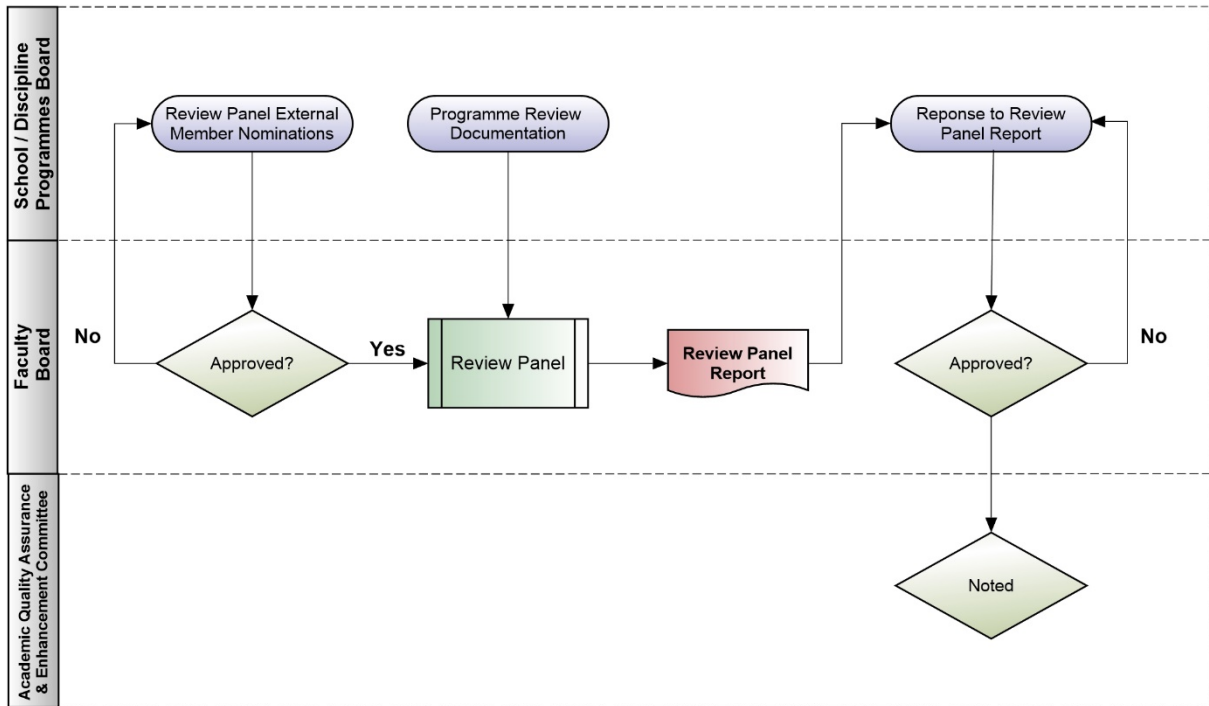 School / Discipline
Programmes Board
Review Panel External
Member Nominations
Programme Review
Documentation
Reponse to Review
Panel Report
Faculty
Board
No
Approved?
Yes
Review Panel
Review Panel
Report
Approved?
No
Academic Quality Assurance
& Enhancement Committee
Noted